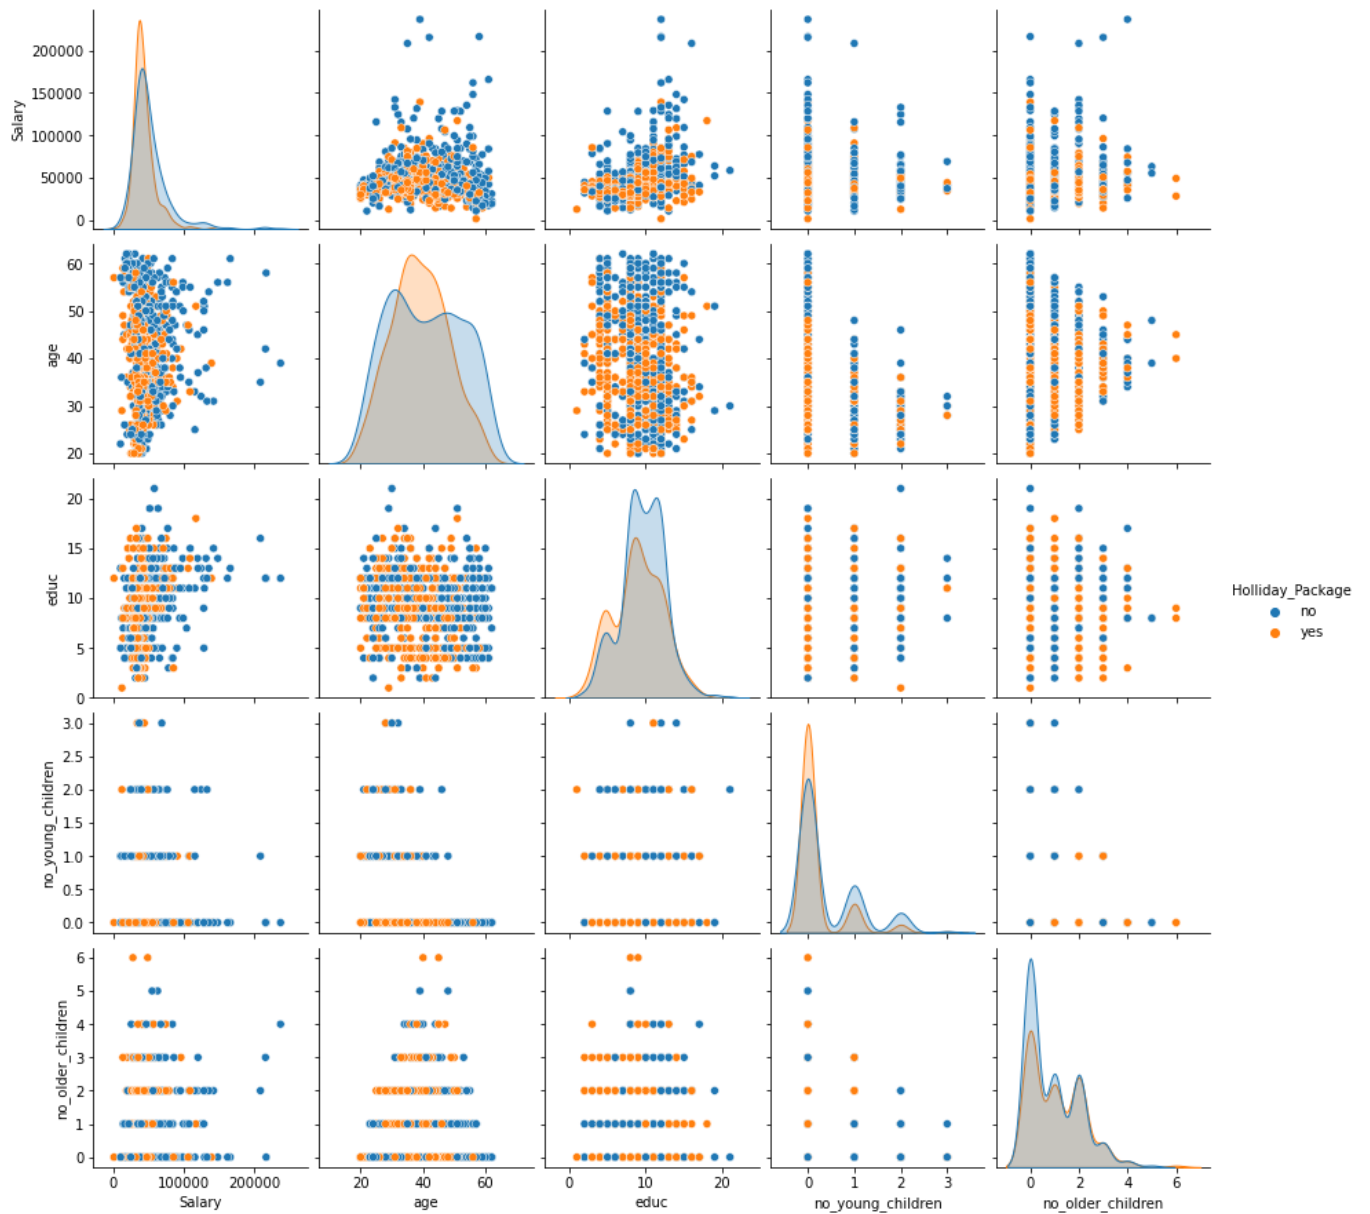 200000
150000
100000
50000
0
Salary
60
50
40
30
20
age
20
15
10
5
0
educ
Holliday_Package
no
yes
3.0
2.5
2.0
1.5
1.0
0.5
0.0
no_young_children
6
5
4
3
2
1
0
no_older_children
0 100000 200000
20 40 60
0 10 20
0 1 2 3
0 2 4 6
Salary
age
educ
no_young_children
no_older_children